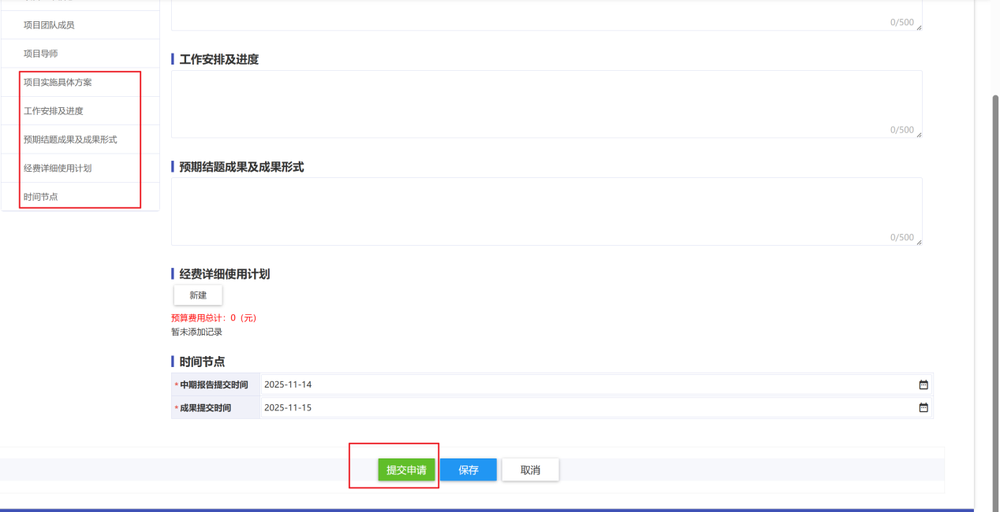 项目团队成员
项目导师
项目实施具体方案
工作安排及进度
预期结题成果及成果形式
经费详细使用计划
时间节点
0/500
工作安排及进度
0/500
预期结题成果及成果形式
0/500
经费详细使用计划
新建
预算费用总计：0（元）
暂未添加记录
时间节点
* 中期报告提交时间 2025-11-14
* 成果提交时间 2025-11-15
提交申请 保存 取消